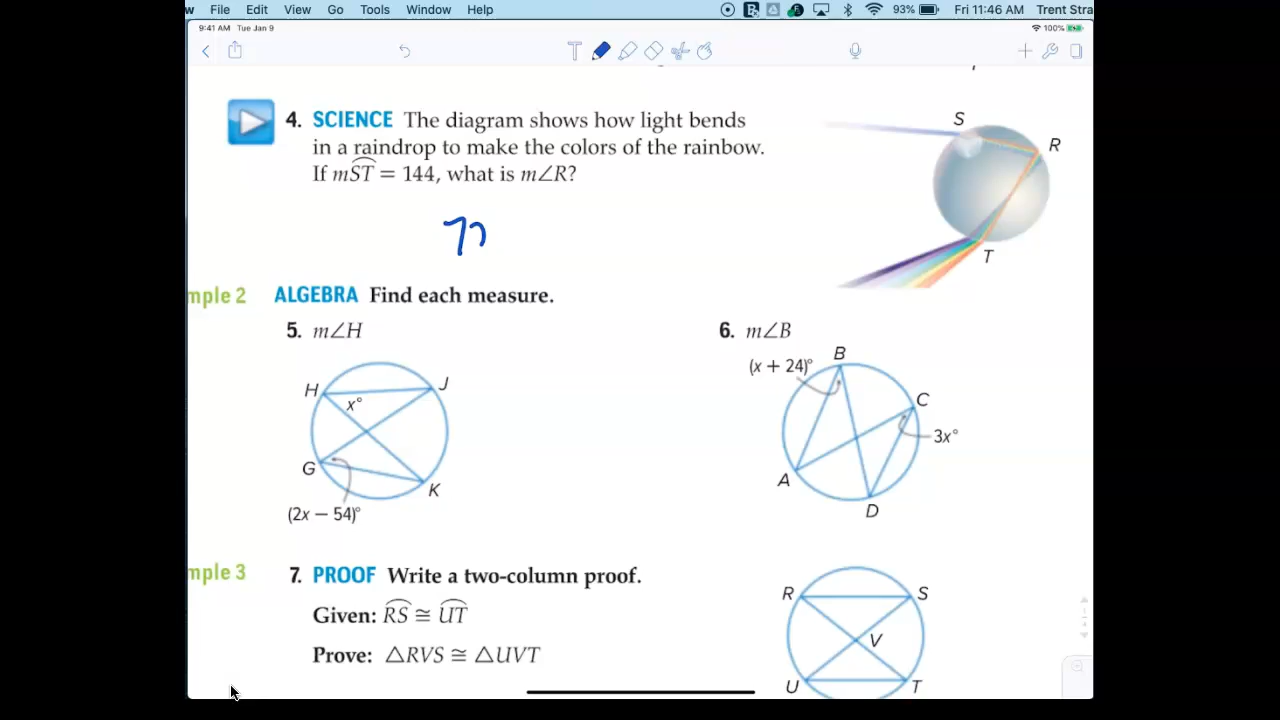 w File Edit View Go Tools Window Help 93% Fri 11:46 AM Trent Stra
9:41 AM Tue Jan 9 100%
4. SCIENCE The diagram shows how light bends
in a raindrop to make the colors of the rainbow.
If mST = 144, what is m∠R?
S
R
T
72
mple 2 ALGEBRA Find each measure.
5. m∠H
H
J
x°
G
K
(2x − 54)°
6. m∠B
B
(x + 24)°
C
3x°
A
D
mple 3 7. PROOF Write a two-column proof.
Given: RS ≅ UT
Prove: △RVS ≅ △UVT
R
S
V
U
T